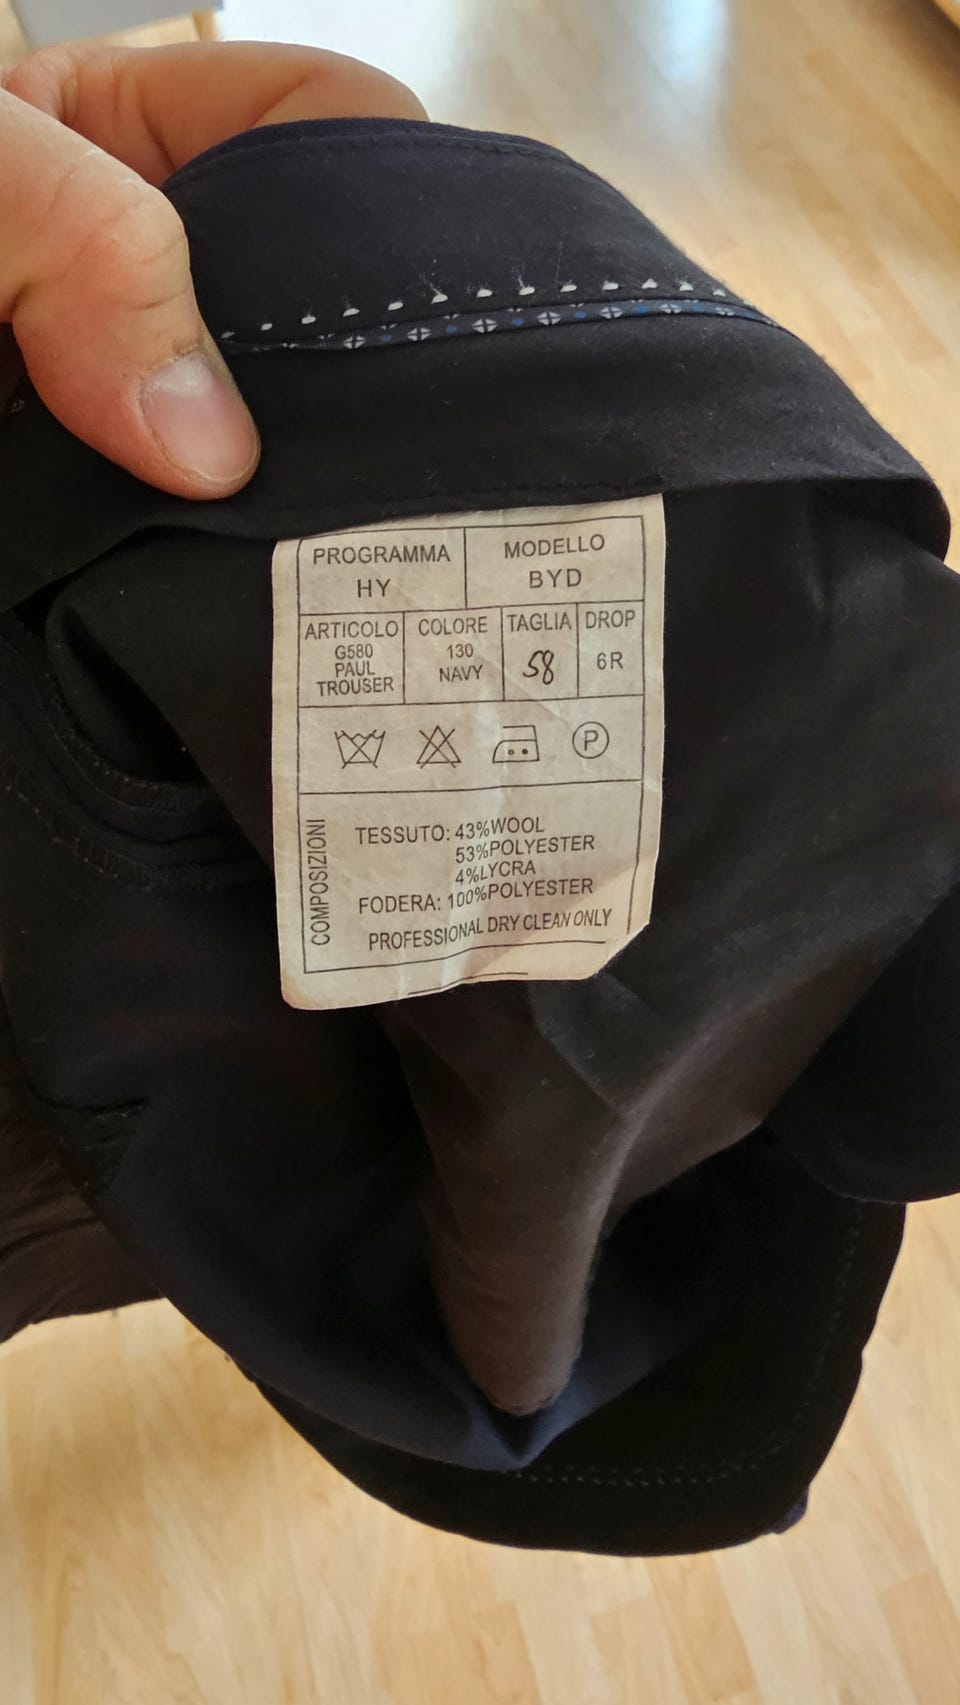 PROGRAMMA
HY
MODELLO
BYD
ARTICOLO
G580
PAUL
TROUSER
COLORE
130
NAVY
TAGLIA
58
DROP
6R
P
COMPOSIZIONI
TESSUTO: 43%WOOL
53%POLYESTER
4%LYCRA
FODERA: 100%POLYESTER
PROFESSIONAL DRY CLEAN ONLY